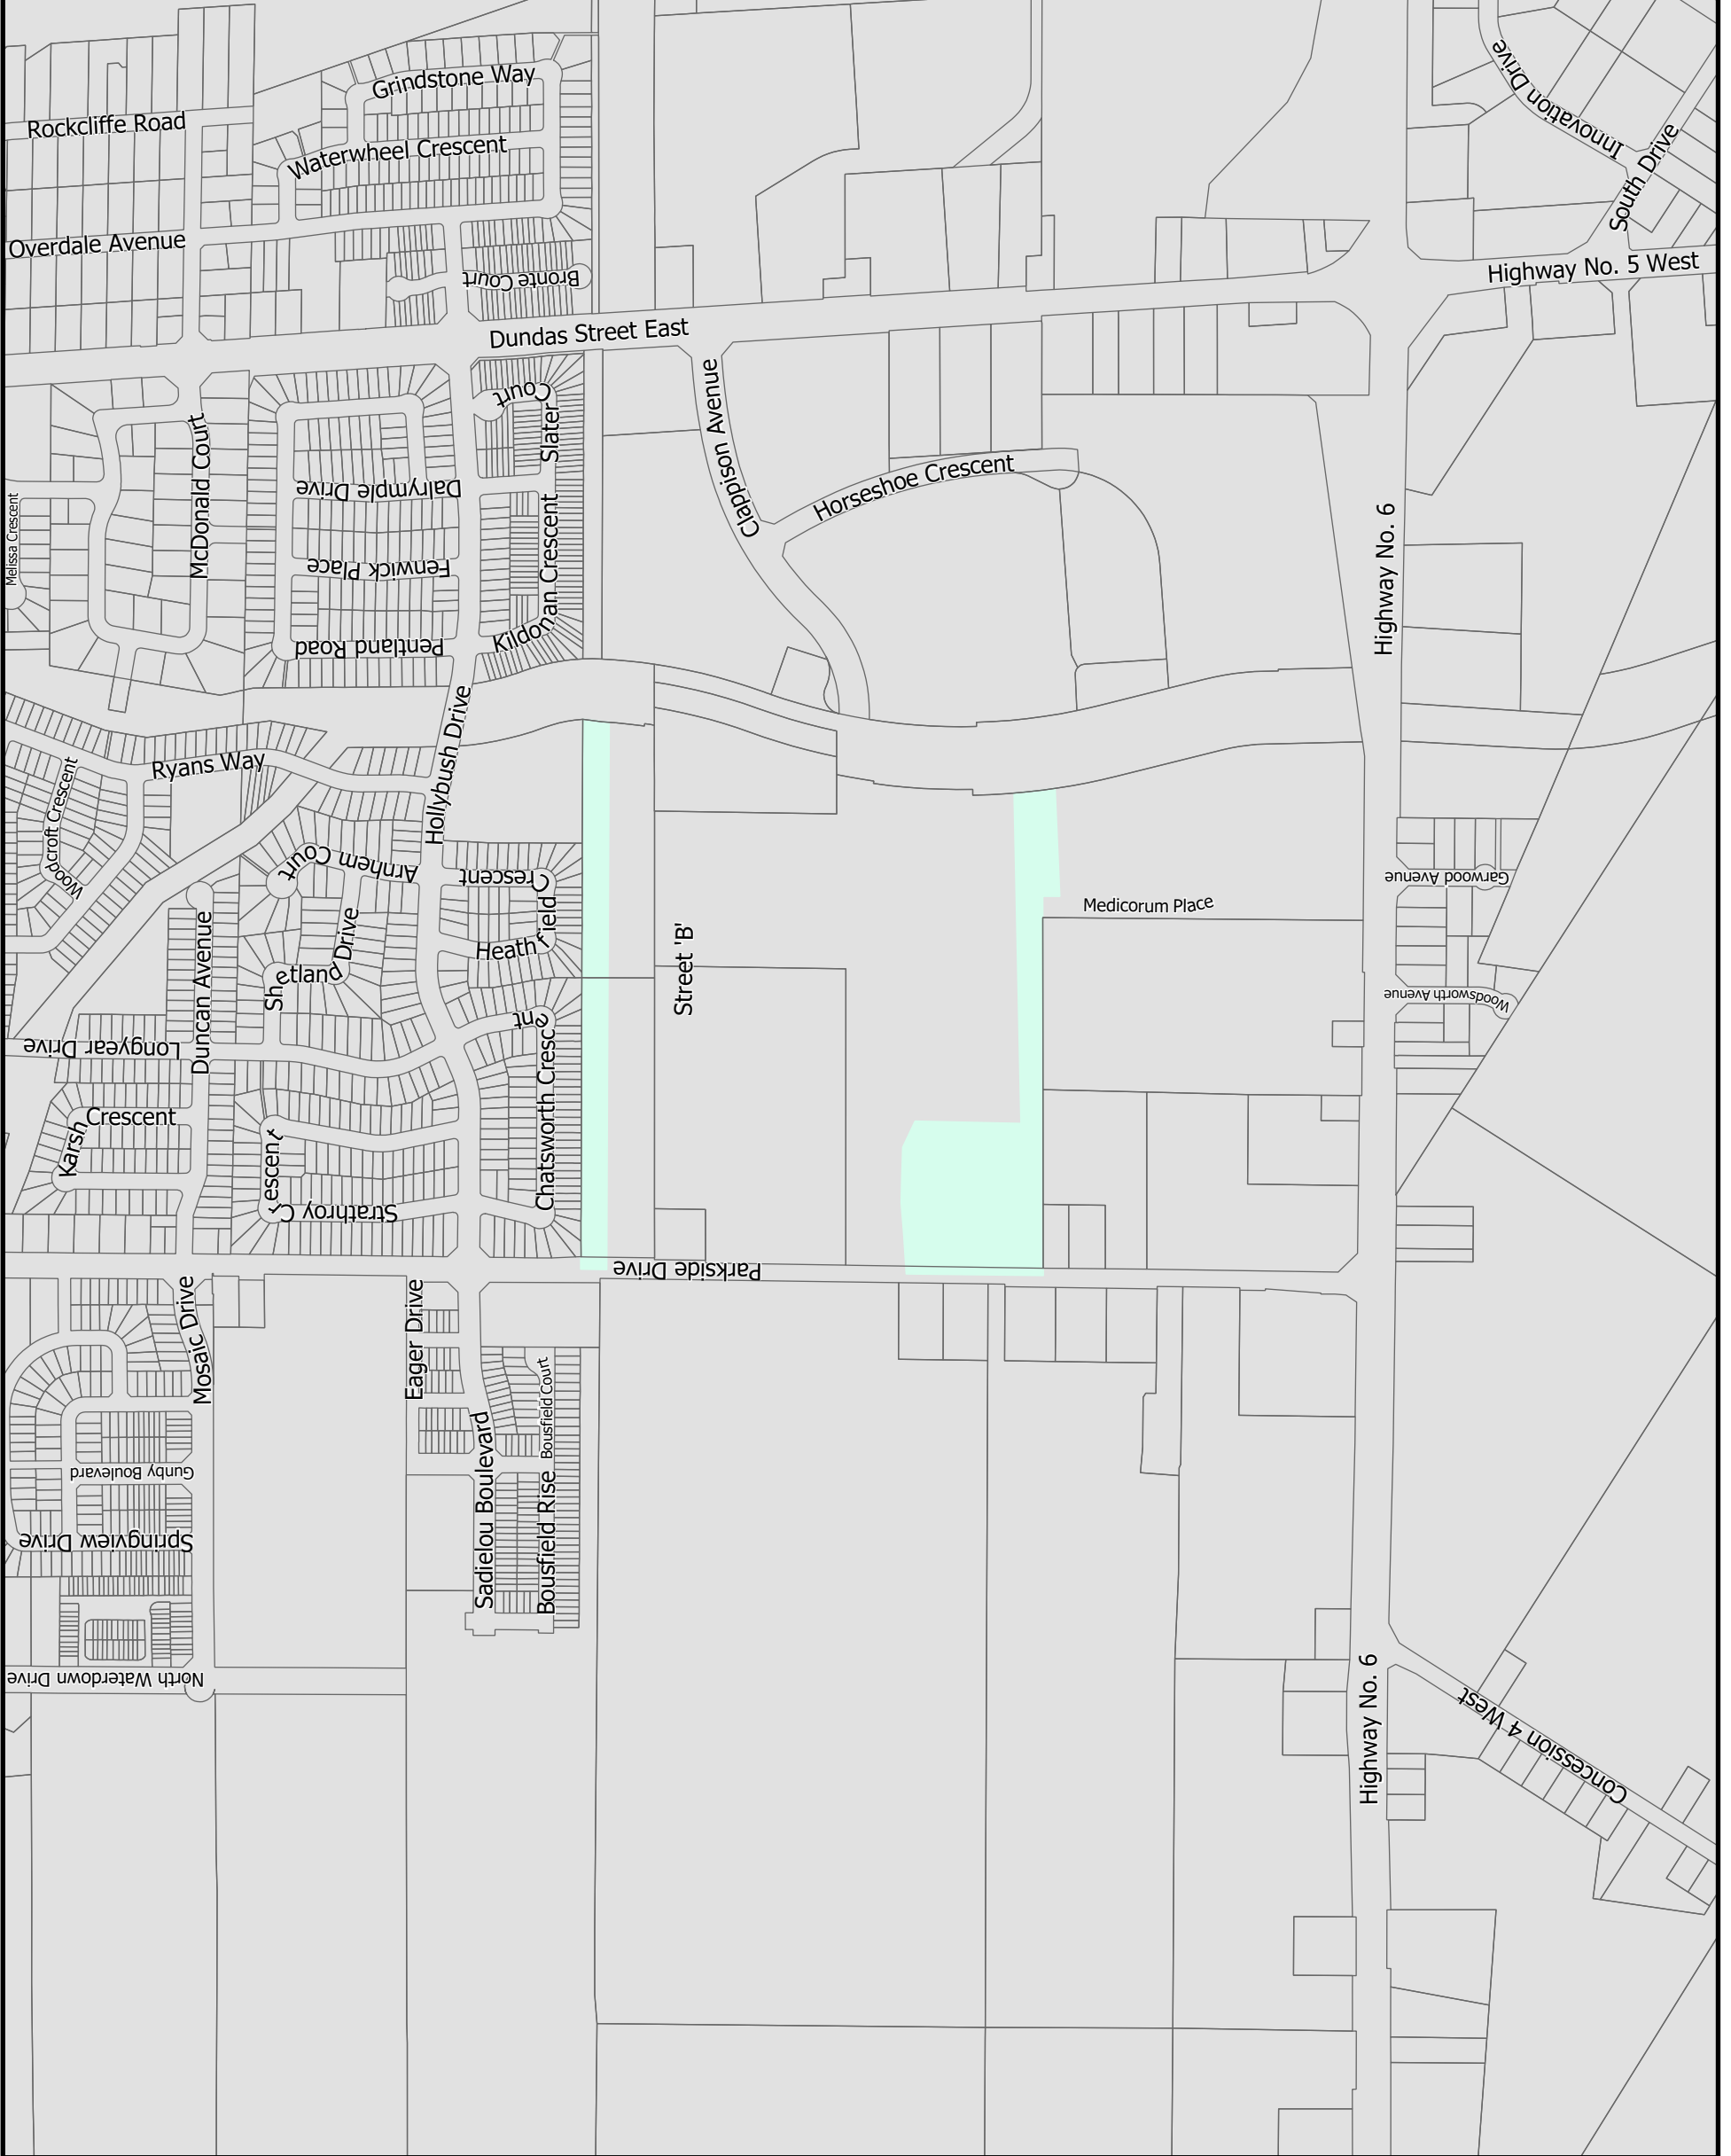 Grindstone Way
Rockcliffe Road
Waterwheel Crescent
Innovation Drive
South Drive
Overdale Avenue
Bronte Court
Highway No. 5 West
Dundas Street East
Clappison Avenue
Slater Court
McDonald Court
Dalrymple Drive
Horseshoe Crescent
Melissa Crescent
Fenwick Place
Kildonan Crescent
Highway No. 6
Pentland Road
Hollybush Drive
Ryans Way
Woodcroft Crescent
Arnhem Court
Heathfield Crescent
Garwood Avenue
Medicorum Place
Duncan Avenue
Shetland Drive
Street 'B'
Woodsworth Avenue
Longyear Drive
Chatsworth Crescent
Karsh Crescent
Strathroy Crescent
Parkside Drive
Mosaic Drive
Eager Drive
Bousfield Court
Gunby Boulevard
Sadielou Boulevard
Bousfield Rise
Springview Drive
North Waterdown Drive
Highway No. 6
Concession 4 West